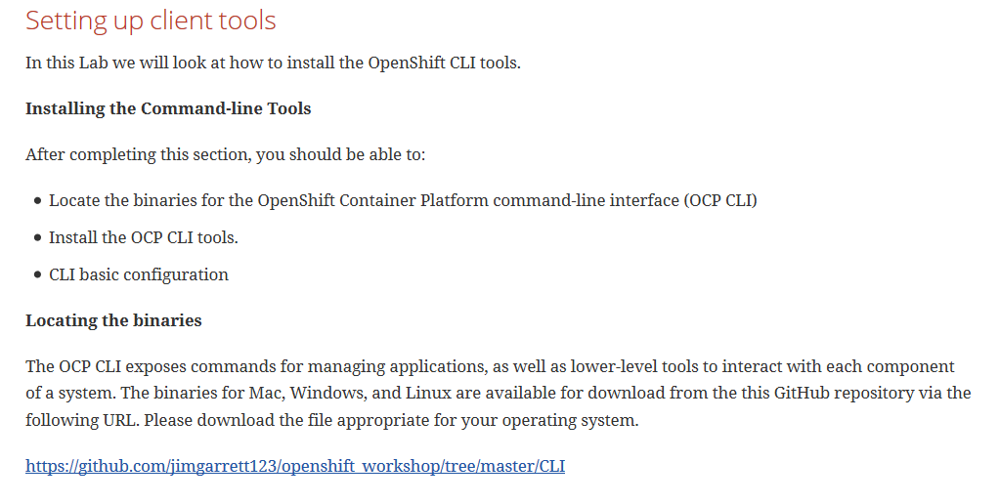 Setting up client tools
In this Lab we will look at how to install the OpenShift CLI tools.
Installing the Command-line Tools
After completing this section, you should be able to:
• Locate the binaries for the OpenShift Container Platform command-line interface (OCP CLI)
• Install the OCP CLI tools.
• CLI basic configuration
Locating the binaries
The OCP CLI exposes commands for managing applications, as well as lower-level tools to interact with each component
of a system. The binaries for Mac, Windows, and Linux are available for download from the this GitHub repository via the
following URL. Please download the file appropriate for your operating system.
https://github.com/jimgarrett123/openshift_workshop/tree/master/CLI